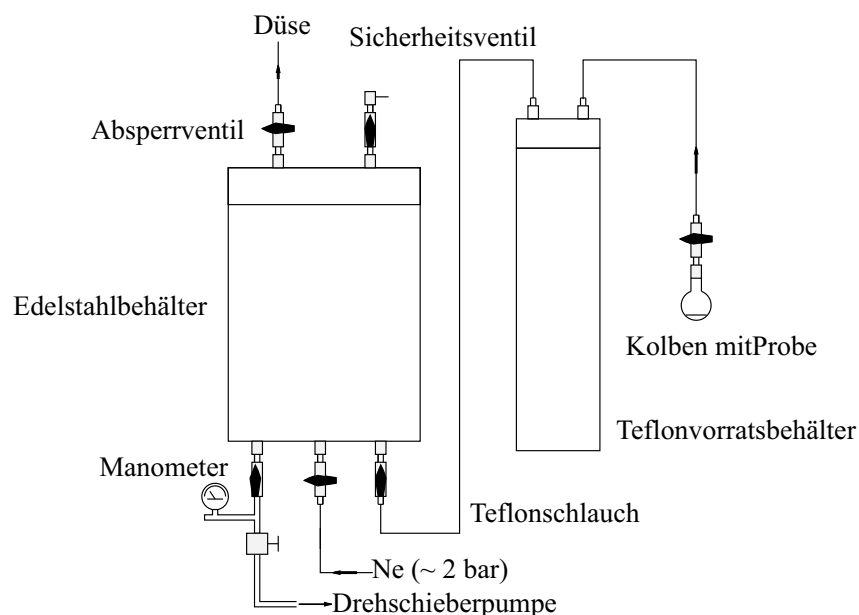 Düse
Sicherheitsventil
Absperrventil
Edelstahlbehälter
Kolben mitProbe
Teflonvorratsbehälter
Manometer
Teflonschlauch
Ne (~ 2 bar)
Drehschieberpumpe